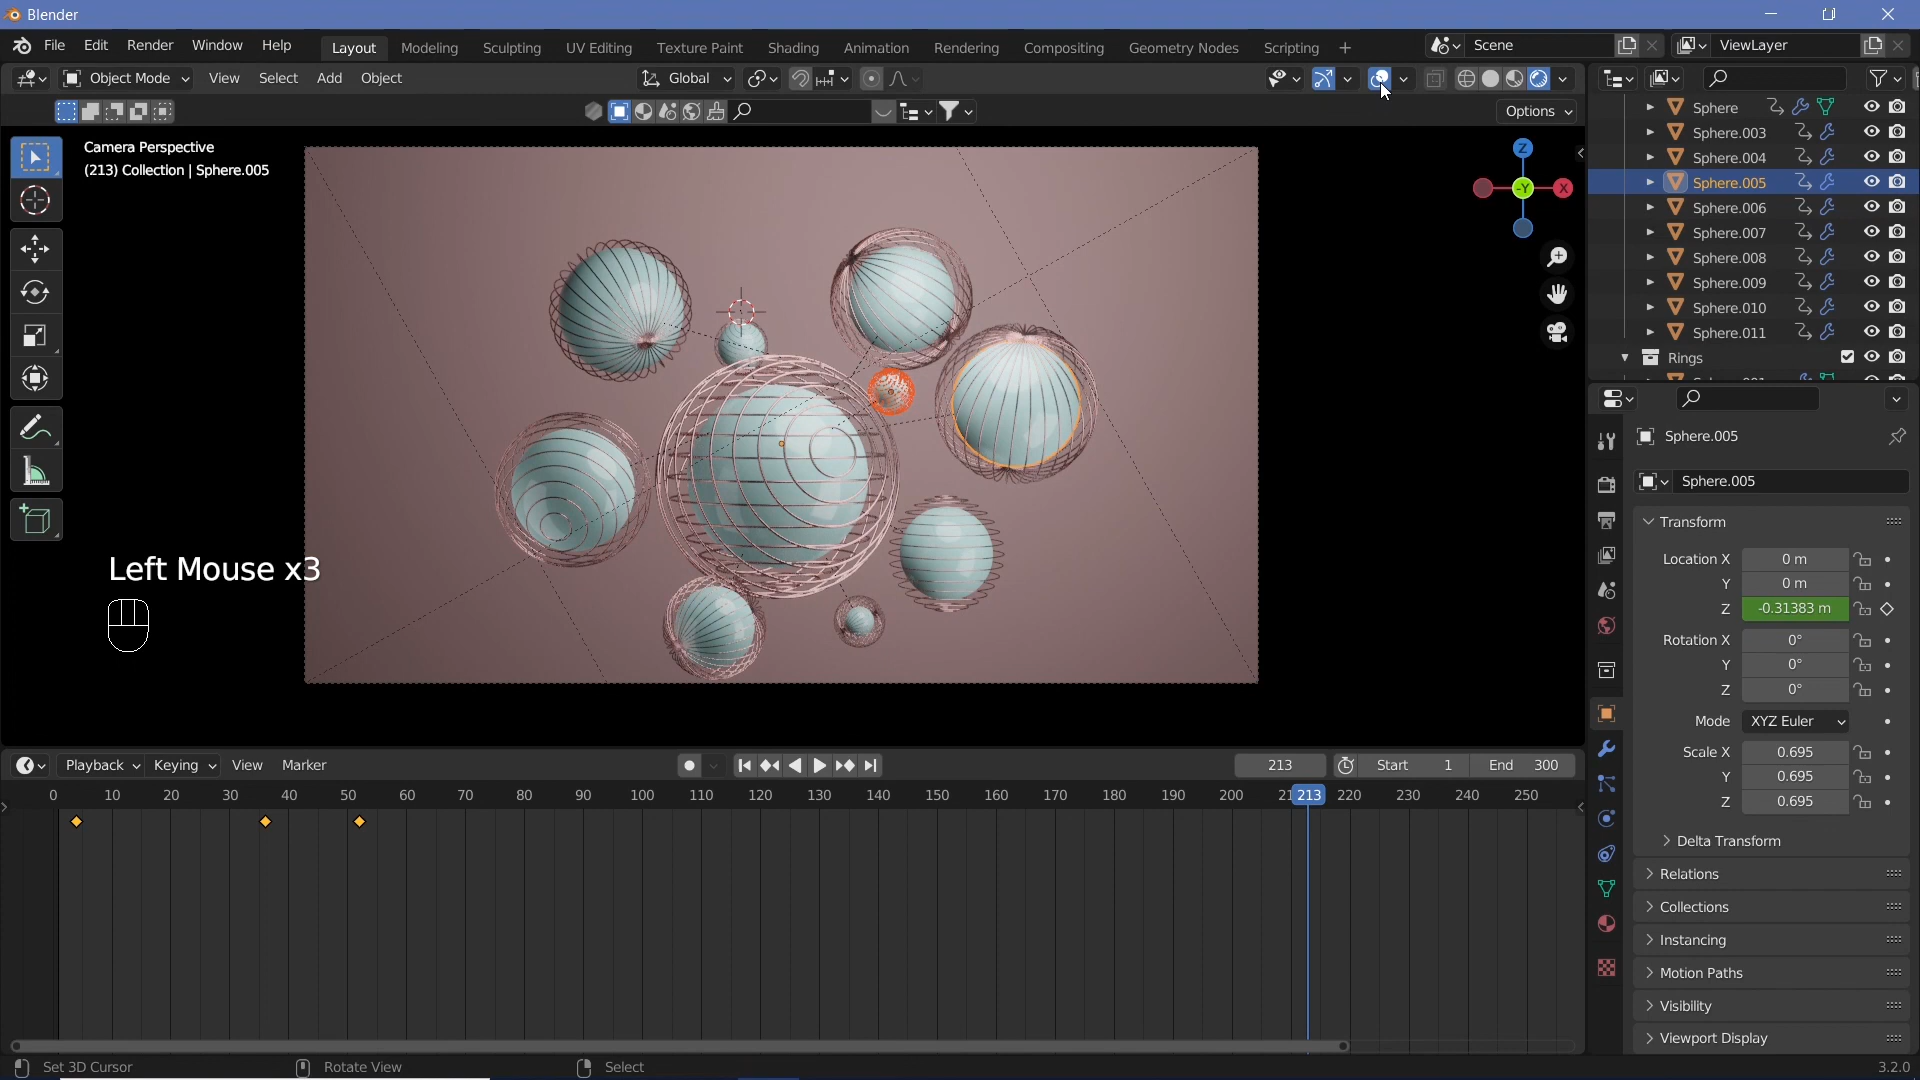 Blender
File Edit Render Window Help
Layout Modeling Sculpting UV Editing Texture Paint Shading Animation Rendering Compositing Geometry Nodes Scripting +
Scene
ViewLayer
Object Mode View Select Add Object
Global
Options
Camera Perspective
(213) Collection | Sphere.005
Z
-Y
X
Left Mouse x3
Sphere
Sphere.003
Sphere.004
Sphere.005
Sphere.006
Sphere.007
Sphere.008
Sphere.009
Sphere.010
Sphere.011
Rings
Sphere.005
Sphere.005
Transform
Location X 0 m
Y 0 m
Z -0.31383 m
Rotation X 0°
Y 0°
Z 0°
Mode XYZ Euler
Scale X 0.695
Y 0.695
Z 0.695
Delta Transform
Relations
Collections
Instancing
Motion Paths
Visibility
Viewport Display
Playback Keying View Marker
213 Start 1 End 300
0 10 20 30 40 50 60 70 80 90 100 110 120 130 140 150 160 170 180 190 200 213 220 230 240 250
Set 3D Cursor Rotate View Select
3.2.0